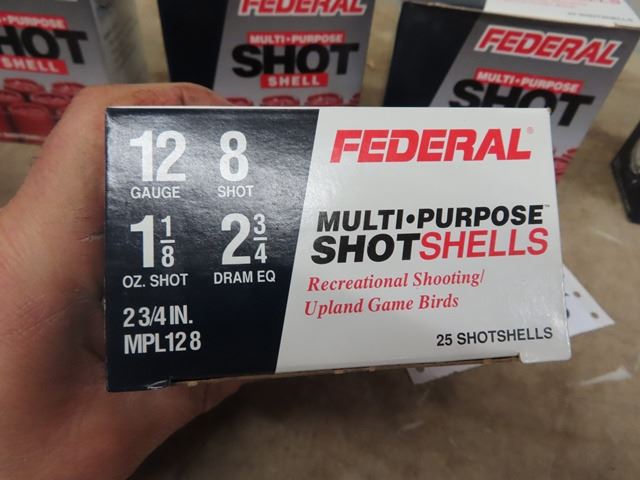 FEDERAL
MULTI-PURPOSE
SHOT
SHELL
FEDERAL
MULTI-PURPOSE
SHOT
PURPOSE
SHOT
SHELL
12 8
GAUGE SHOT
1 1/8 2 3/4
OZ. SHOT DRAM EQ
2 3/4 IN.
MPL12 8
FEDERAL®
MULTI•PURPOSE™
SHOTSHELLS
Recreational Shooting/
Upland Game Birds
25 SHOTSHELLS